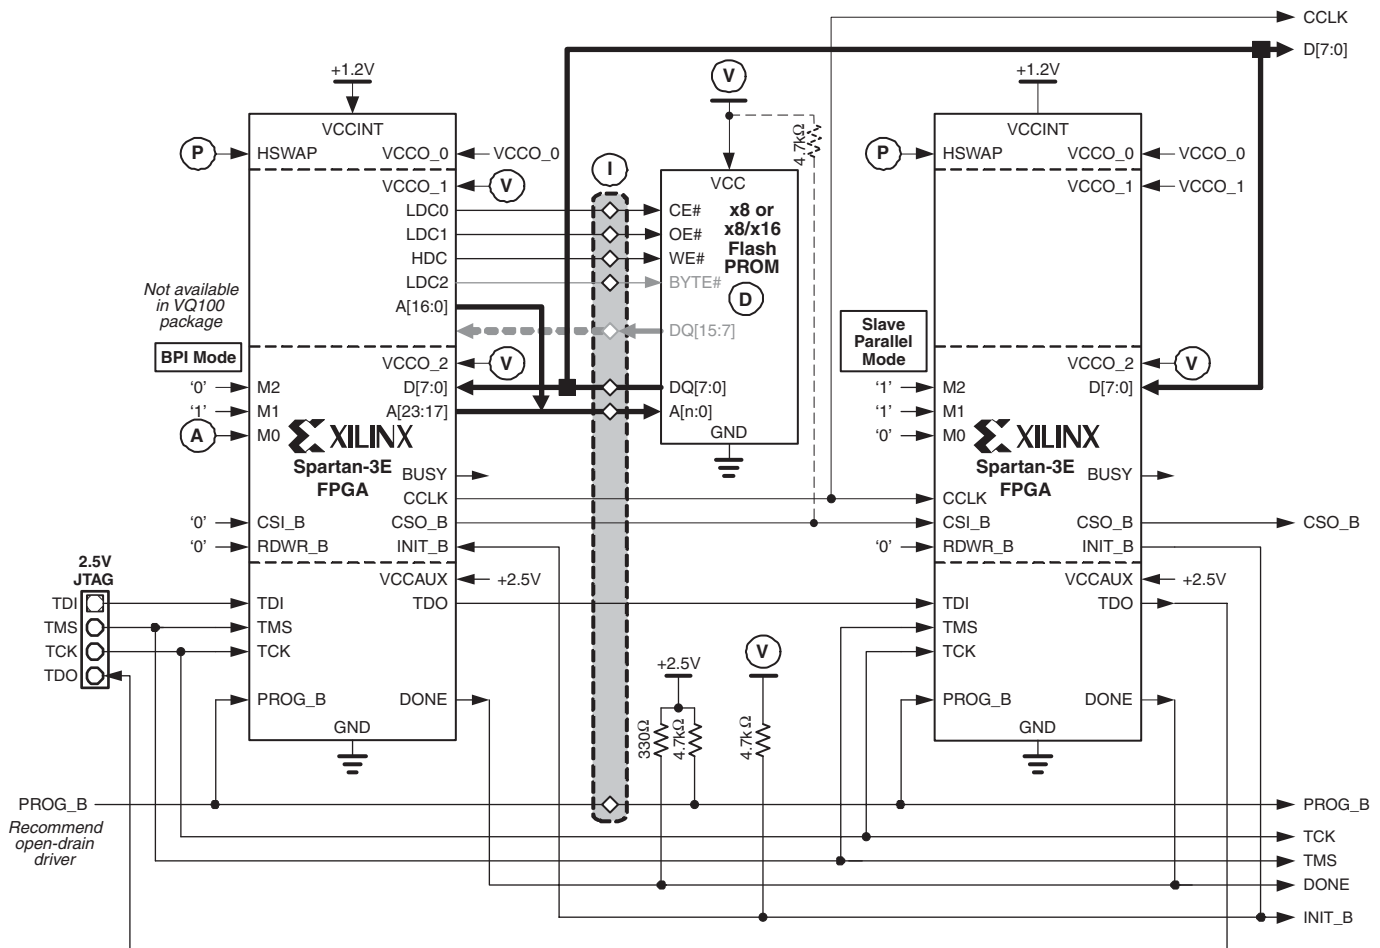 CCLK
D[7:0]
+1.2V
V
+1.2V
VCCINT
4.7kΩ
VCCINT
P
HSWAP
VCCO_0
VCCO_0
P
HSWAP
VCCO_0
VCCO_0
I
VCCO_1
V
VCC
VCCO_1
VCCO_1
LDC0
CE#
x8 or
x8/x16
Flash
PROM
LDC1
OE#
HDC
WE#
LDC2
BYTE#
D
Not available
in VQ100
package
A[16:0]
DQ[15:7]
Slave
Parallel
Mode
BPI Mode
VCCO_2
V
VCCO_2
V
'0'
M2
D[7:0]
DQ[7:0]
'1'
M2
D[7:0]
'1'
M1
A[23:17]
A[n:0]
'1'
M1
A
M0
XILINX
GND
'0'
M0
XILINX
Spartan-3E
FPGA
Spartan-3E
FPGA
BUSY
BUSY
CCLK
CCLK
'0'
CSI_B
CSO_B
CSI_B
CSO_B
CSO_B
'0'
RDWR_B
INIT_B
'0'
RDWR_B
INIT_B
2.5V
JTAG
VCCAUX
+2.5V
VCCAUX
+2.5V
TDI
TDI
TDO
TDI
TDO
TMS
TMS
TMS
TCK
TCK
TCK
TDO
+2.5V
V
PROG_B
DONE
PROG_B
DONE
330Ω
4.7kΩ
4.7kΩ
GND
GND
PROG_B
PROG_B
Recommend
open-drain
driver
TCK
TMS
DONE
INIT_B